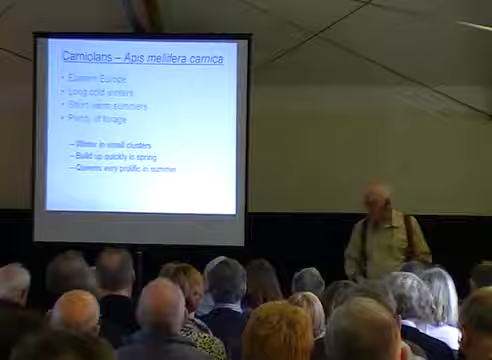 Carniolans – Apis mellifera carnica
• Eastern Europe
• Long cold winters
• Short warm summers
• Plenty of forage
– Winter in small clusters
– Build up quickly in spring
– Queens very prolific in summer